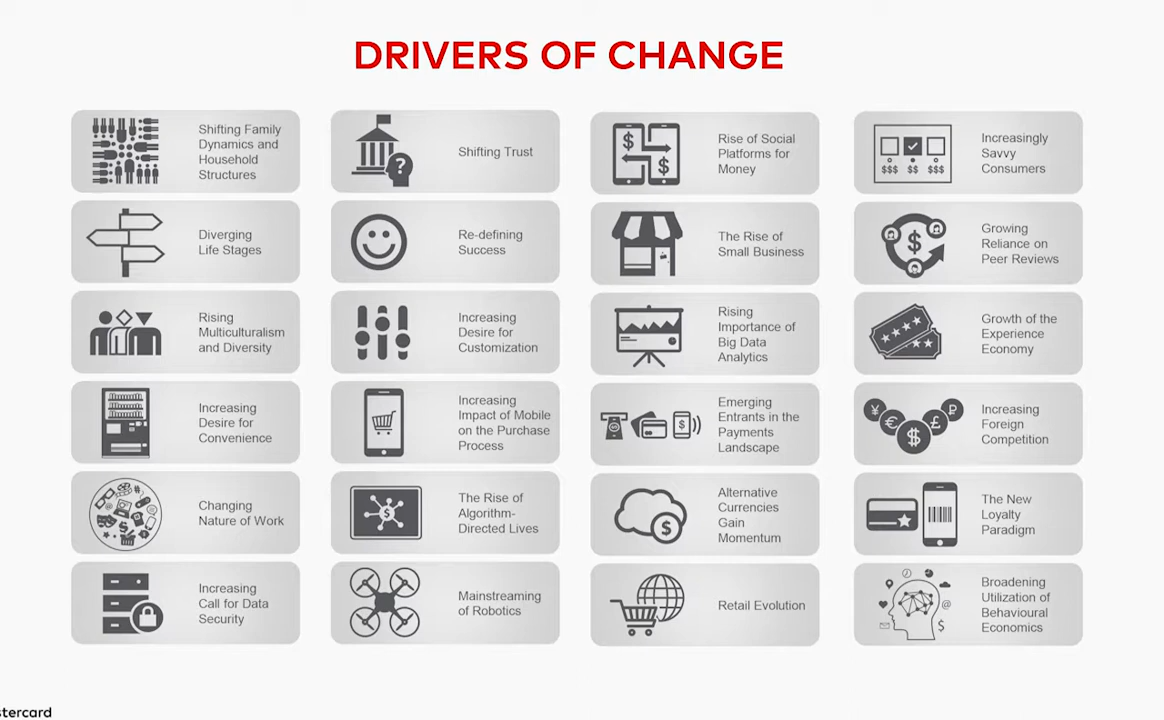 DRIVERS OF CHANGE
Shifting Family
Dynamics and
Household
Structures
Shifting Trust
Rise of Social
Platforms for
Money
Increasingly
Savvy
Consumers
$
$
?
$$$ $$ $$$
Diverging
Life Stages
Re-defining
Success
The Rise of
Small Business
Growing
Reliance on
Peer Reviews
$
Rising
Multiculturalism
and Diversity
Increasing
Desire for
Customization
Rising
Importance of
Big Data
Analytics
Growth of the
Experience
Economy
Increasing
Desire for
Convenience
Increasing
Impact of Mobile
on the Purchase
Process
Emerging
Entrants in the
Payments
Landscape
$
Increasing
Foreign
Competition
¥ € $ £ ₽
Changing
Nature of Work
The Rise of
Algorithm-
Directed Lives
$
Alternative
Currencies
Gain
Momentum
$
The New
Loyalty
Paradigm
Increasing
Call for Data
Security
Mainstreaming
of Robotics
Retail Evolution
Broadening
Utilization of
Behavioural
Economics
@
$
stercard